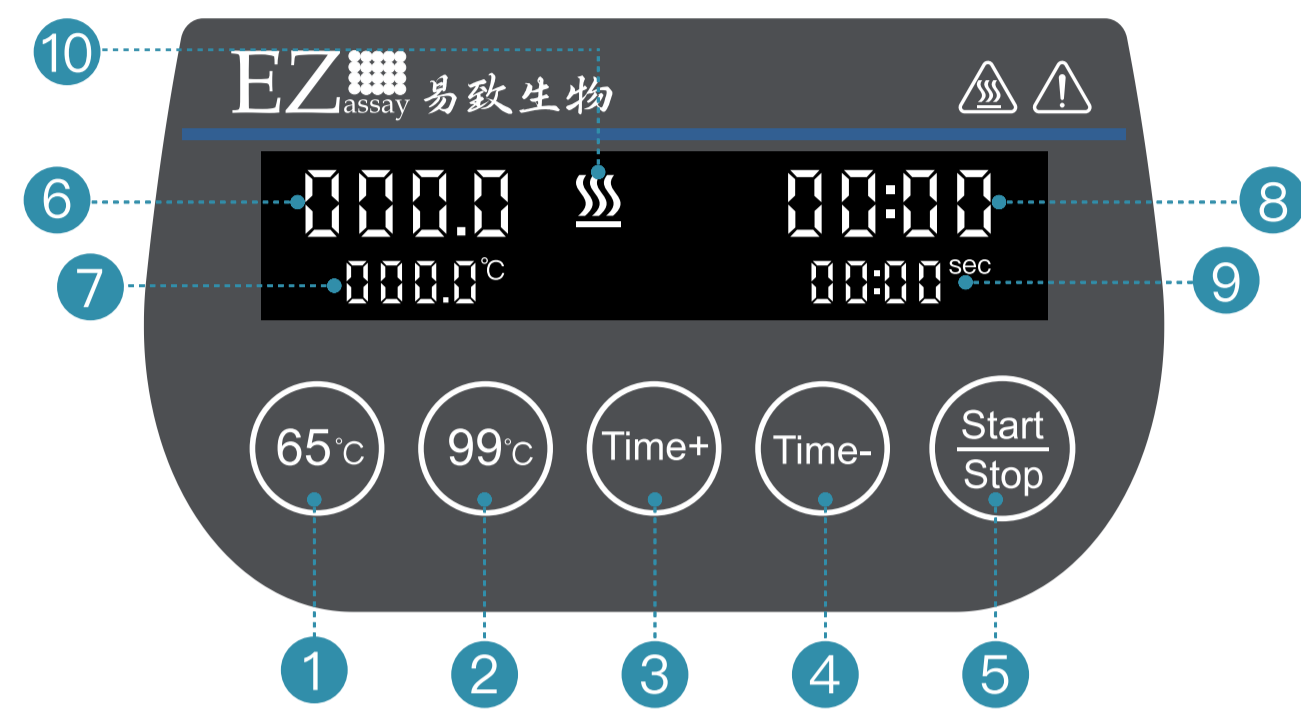 10
EZ assay 易致生物
6 000.0 00:00 8
7 000.0℃ 00:00 sec 9
65℃ 99℃ Time+ Time- Start
Stop
1 2 3 4 5